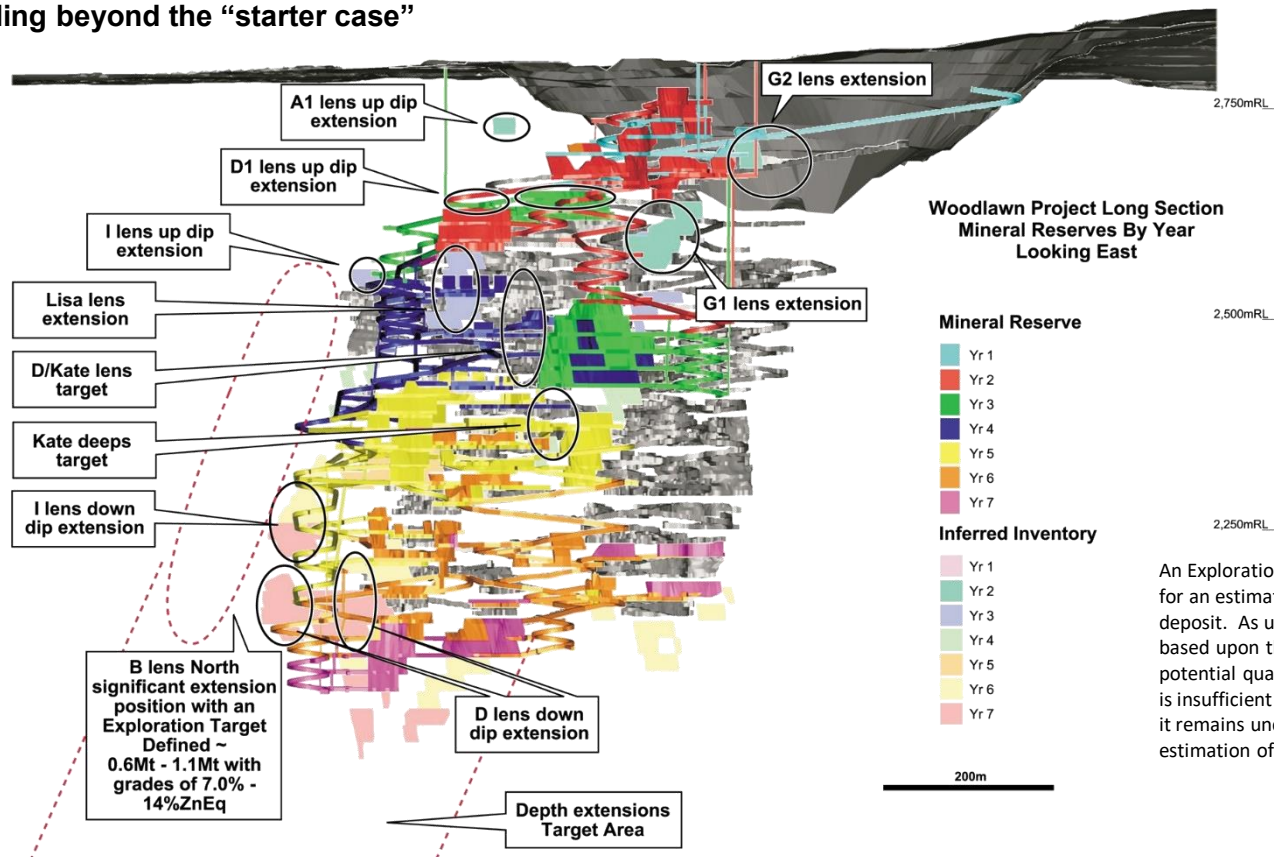 ling beyond the “starter case”
A1 lens up dip
extension
D1 lens up dip
extension
I lens up dip
extension
Lisa lens
extension
D/Kate lens
target
Kate deeps
target
I lens down
dip extension
B lens North
significant extension
position with an
Exploration Target
Defined ~
0.6Mt - 1.1Mt with
grades of 7.0% -
14%ZnEq
D lens down
dip extension
Depth extensions
Target Area
G2 lens extension
G1 lens extension
2,750mRL
Woodlawn Project Long Section
Mineral Reserves By Year
Looking East
2,500mRL
Mineral Reserve
Yr 1
Yr 2
Yr 3
Yr 4
Yr 5
Yr 6
Yr 7
2,250mRL
Inferred Inventory
Yr 1
Yr 2
Yr 3
Yr 4
Yr 5
Yr 6
Yr 7
200m
An Exploratio
for an estima
deposit. As u
based upon t
potential qua
is insufficient
it remains un
estimation of